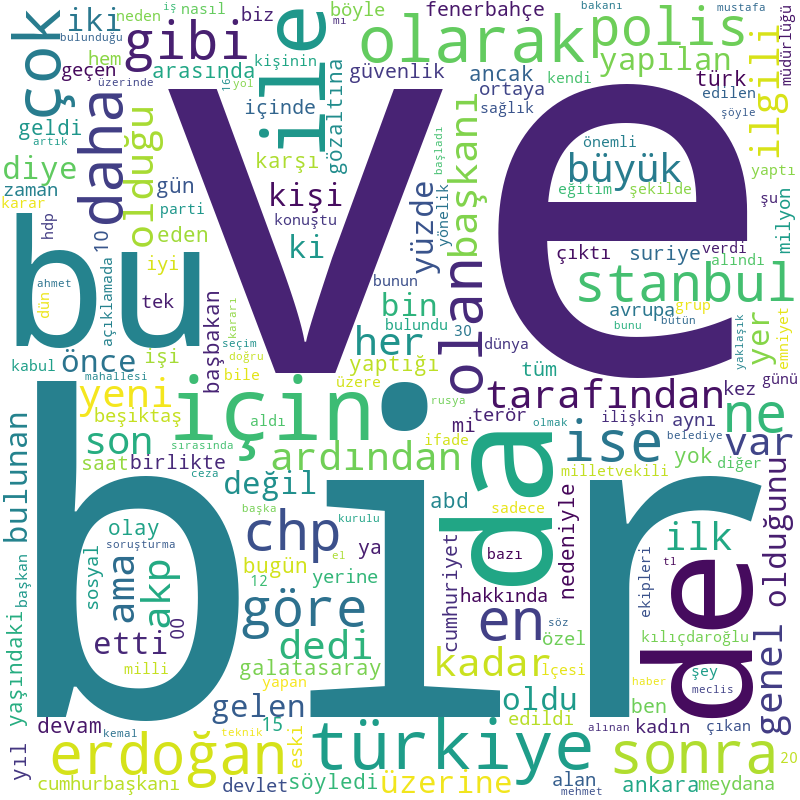 neden
iş
nasıl
biz
böyle
fenerbahçe
bakanı
mustafa
bulunduğu
iki
hem
gibi
mı
olarak
polis
müdürlüğü
çok
geçen
arasında
kişinin
ile
güvenlik
ancak
yapılan
türk
ilgili
üzerinde
16
yol
içinde
ortaya
kendi
edilen
geldi
daha
olduğu
gözaltına
sağlık
şöyle
artık
ve
başladı
önemli
diye
karşı
başkanı
büyük
yaptı
zaman
gün
kişi
yönelik
eğitim
şekilde
şu
karar
parti
konuştu
yüzde
milyon
hdp
10
eden
ki
çıktı
suriye
verdi
bu
açıklamada
iyi
olan
alındı
dün
ahmet
tek
bunun
stanbul
başbakan
bin
avrupa
grup
emniyet
kararı
seçim
bulundu
30
bunu
bütün
yer
önce
işi
doğru
her
dünya
yaklaşık
kabul
bile
yaptığı
tüm
günü
mahallesi
yeni
üzere
rusya
tarafından
kez
beşiktaş
için
aldı
terör
ilişkin
aynı
ne
bir
son
sırasında
ardından
ifade
mi
olmak
ise
belediye
var
saat
birlikte
ceza
değil
da
milletvekili
yok
diğer
bulunan
abd
sadece
nedeniyle
başka
kurulu
olay
chp
ya
bazı
ilk
tl
olduğunu
soruşturma
el
cumhuriyet
sosyal
ama
akp
bugün
12
yerine
hakkında
ekipleri
de
göre
en
söz
kılıçdaroğlu
yaşındaki
başkan
etti
00
dedi
özel
genel
milli
galatasaray
kadar
lçesi
şey
yapan
haber
meclis
gelen
oldu
ben
devam
kemal
teknik
15
eski
edildi
alınan
kadın
çıkan
yıl
erdoğan
türkiye
sonra
20
cumhurbaşkanı
devlet
söyledi
üzerine
alan
mehmet
ankara
meydana